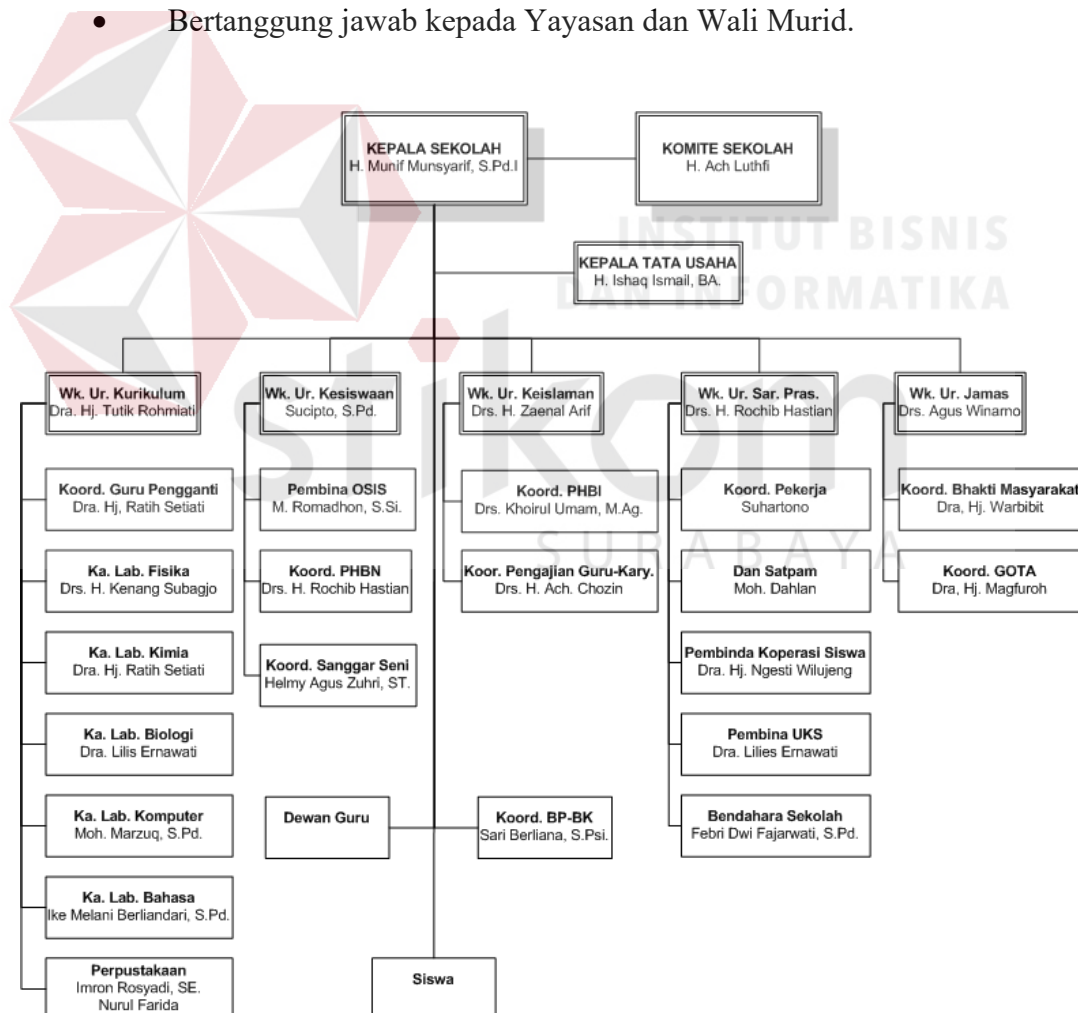 • Bertanggung jawab kepada Yayasan dan Wali Murid.
KEPALA SEKOLAH
H. Munif Munsyarif, S.Pd.I
KOMITE SEKOLAH
H. Ach Luthfi
INSTITUT BISNIS
DAN INFORMATIKA
KEPALA TATA USAHA
H. Ishaq Ismail, BA.
stikom
SURABAYA
Wk. Ur. Kurikulum
Dra. Hj. Tutik Rohmiati
Koord. Guru Pengganti
Dra. Hj, Ratih Setiati
Ka. Lab. Fisika
Drs. H. Kenang Subagjo
Ka. Lab. Kimia
Dra. Hj. Ratih Setiati
Ka. Lab. Biologi
Dra. Lilis Ernawati
Ka. Lab. Komputer
Moh. Marzuq, S.Pd.
Ka. Lab. Bahasa
Ike Melani Berliandari, S.Pd.
Perpustakaan
Imron Rosyadi, SE.
Nurul Farida
Wk. Ur. Kesiswaan
Sucipto, S.Pd.
Pembina OSIS
M. Romadhon, S.Si.
Koord. PHBN
Drs. H. Rochib Hastian
Koord. Sanggar Seni
Helmy Agus Zuhri, ST.
Wk. Ur. Keislaman
Drs. H. Zaenal Arif
Koord. PHBI
Drs. Khoirul Umam, M.Ag.
Koor. Pengajian Guru-Kary.
Drs. H. Ach. Chozin
Wk. Ur. Sar. Pras.
Drs. H. Rochib Hastian
Koord. Pekerja
Suhartono
Dan Satpam
Moh. Dahlan
Pembinda Koperasi Siswa
Dra. Hj. Ngesti Wilujeng
Pembina UKS
Dra. Lilies Ernawati
Bendahara Sekolah
Febri Dwi Fajarwati, S.Pd.
Wk. Ur. Jamas
Drs. Agus Winarno
Koord. Bhakti Masyarakat
Dra, Hj. Warbibit
Koord. GOTA
Dra, Hj. Magfuroh
Dewan Guru
Koord. BP-BK
Sari Berliana, S.Psi.
Siswa